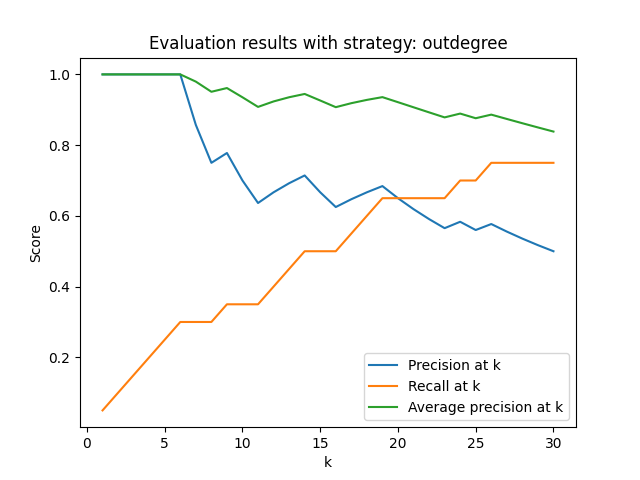 Evaluation results with strategy: outdegree
1.0
0.8
0.6
0.4
0.2
Score
0 5 10 15 20 25 30
k
Precision at k
Recall at k
Average precision at k